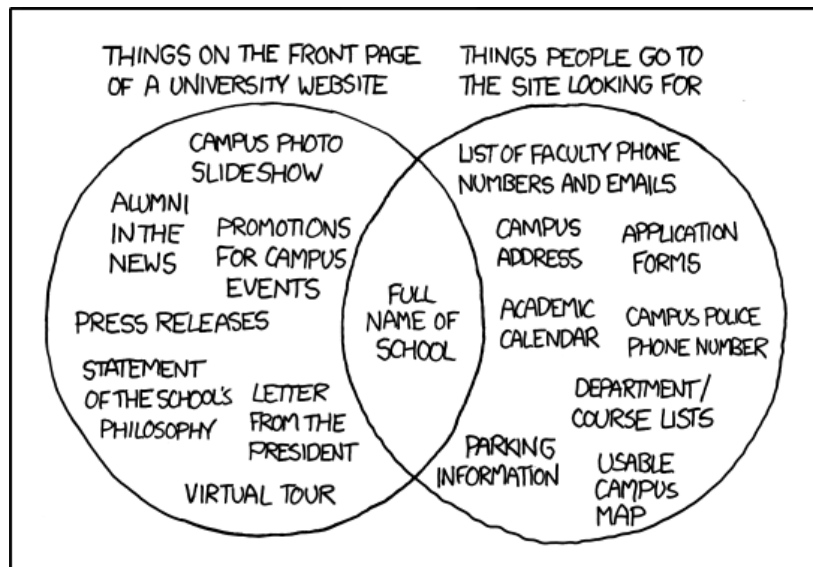 THINGS ON THE FRONT PAGE
OF A UNIVERSITY WEBSITE
THINGS PEOPLE GO TO
THE SITE LOOKING FOR
CAMPUS PHOTO
SLIDESHOW
ALUMNI
IN THE
NEWS
PROMOTIONS
FOR CAMPUS
EVENTS
PRESS RELEASES
STATEMENT
OF THE SCHOOL'S
PHILOSOPHY
LETTER
FROM THE
PRESIDENT
VIRTUAL TOUR
FULL
NAME OF
SCHOOL
LIST OF FACULTY PHONE
NUMBERS AND EMAILS
CAMPUS
ADDRESS
APPLICATION
FORMS
ACADEMIC
CALENDAR
CAMPUS POLICE
PHONE NUMBER
DEPARTMENT/
COURSE LISTS
PARKING
INFORMATION
USABLE
CAMPUS
MAP